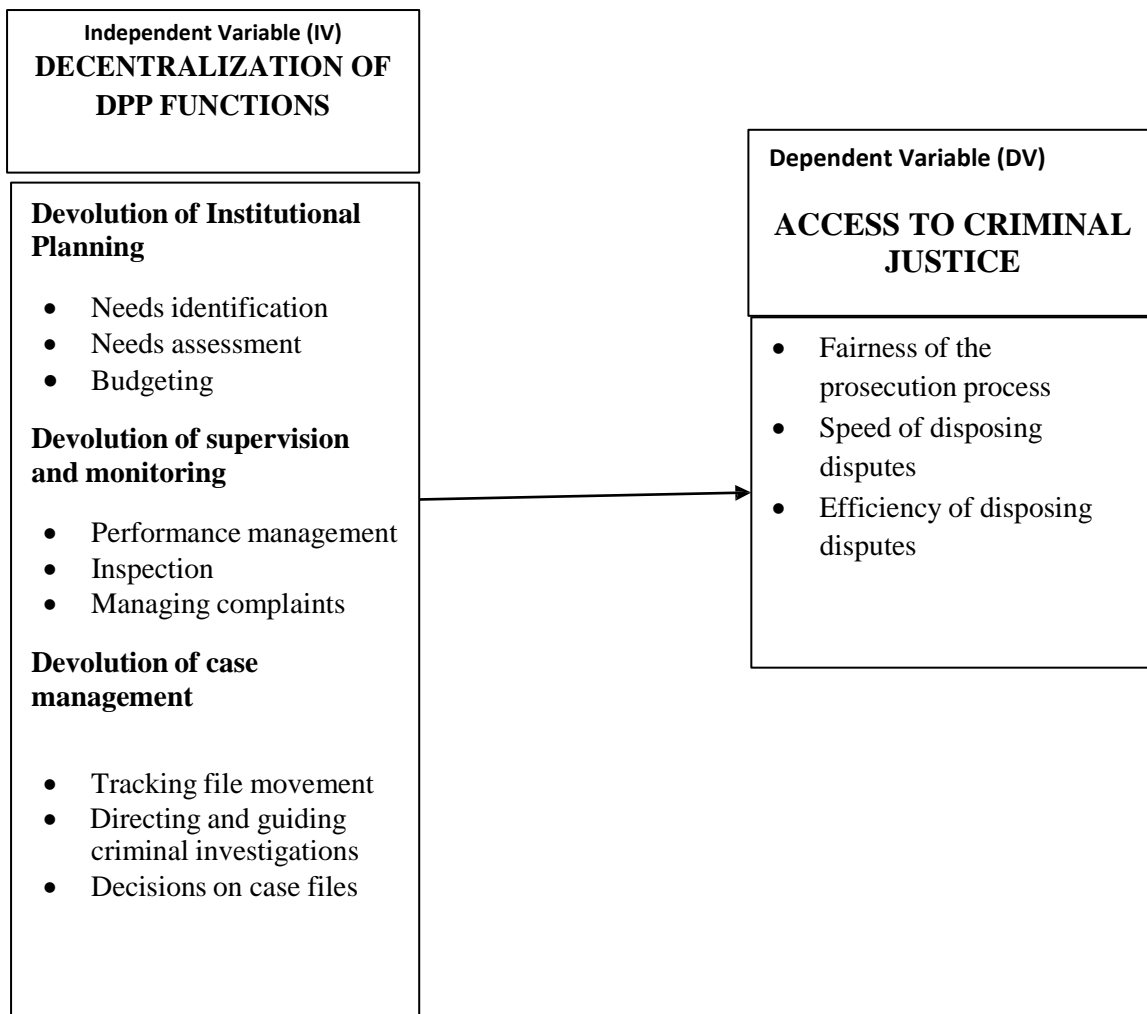 Independent Variable (IV)
DECENTRALIZATION OF
DPP FUNCTIONS
Devolution of Institutional
Planning
• Needs identification
• Needs assessment
• Budgeting
Devolution of supervision
and monitoring
• Performance management
• Inspection
• Managing complaints
Devolution of case
management
• Tracking file movement
• Directing and guiding
criminal investigations
• Decisions on case files
Dependent Variable (DV)
ACCESS TO CRIMINAL
JUSTICE
• Fairness of the
prosecution process
• Speed of disposing
disputes
• Efficiency of disposing
disputes